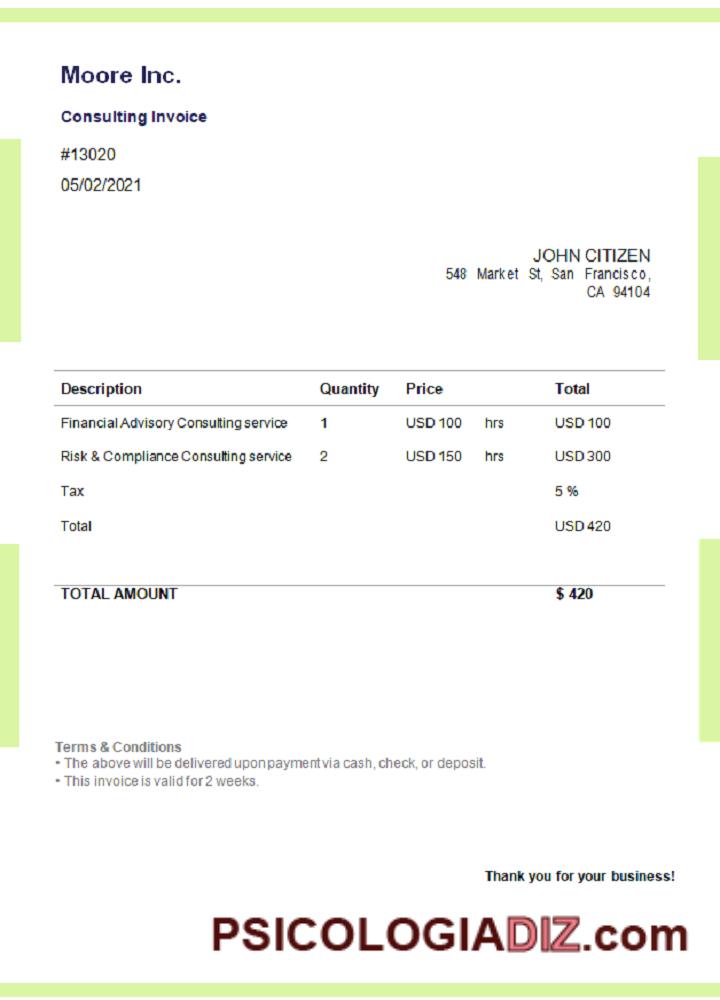 Moore Inc.
Consulting Invoice
#13020
05/02/2021
JOHN CITIZEN
548 Market St, San Francisco,
CA 94104
Description Quantity Price Total
Financial Advisory Consulting service 1 USD 100 hrs USD 100
Risk & Compliance Consulting service 2 USD 150 hrs USD 300
Tax 5 %
Total USD 420
TOTAL AMOUNT $ 420
Terms & Conditions
• The above will be delivered upon payment via cash, check, or deposit.
• This invoice is valid for 2 weeks.
Thank you for your business!
PSICOLOGIADIZ.com